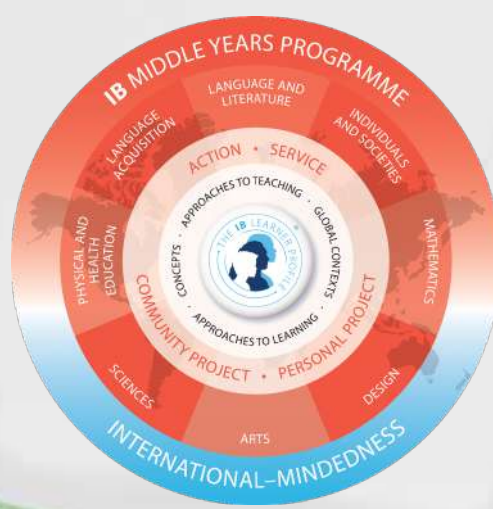 IB MIDDLE YEARS PROGRAMME
LANGUAGE AND
LITERATURE
INDIVIDUALS
AND SOCIETIES
MATHEMATICS
DESIGN
ARTS
SCIENCES
PHYSICAL AND
HEALTH
EDUCATION
LANGUAGE
ACQUISITION
ACTION • SERVICE
PERSONAL PROJECT
•
COMMUNITY PROJECT
APPROACHES TO TEACHING
· GLOBAL CONTEXTS
· APPROACHES TO LEARNING
· CONCEPTS ·
THE IB LEARNER PROFILE
INTERNATIONAL–MINDEDNESS